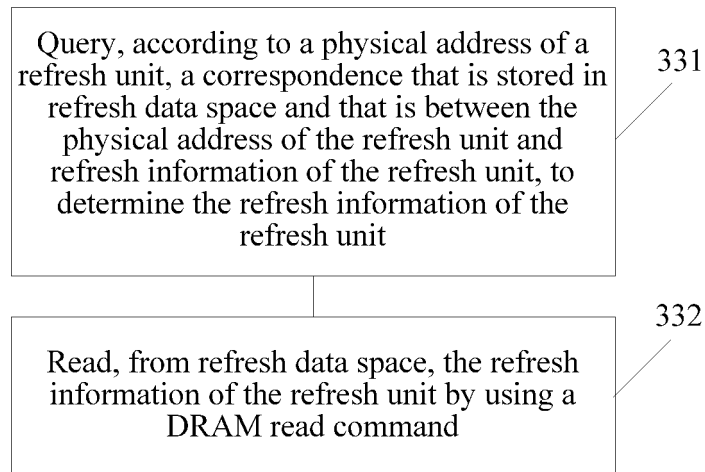 Query, according to a physical address of a
refresh unit, a correspondence that is stored in
refresh data space and that is between the
physical address of the refresh unit and
refresh information of the refresh unit, to
determine the refresh information of the
refresh unit
331
Read, from refresh data space, the refresh
information of the refresh unit by using a
DRAM read command
332